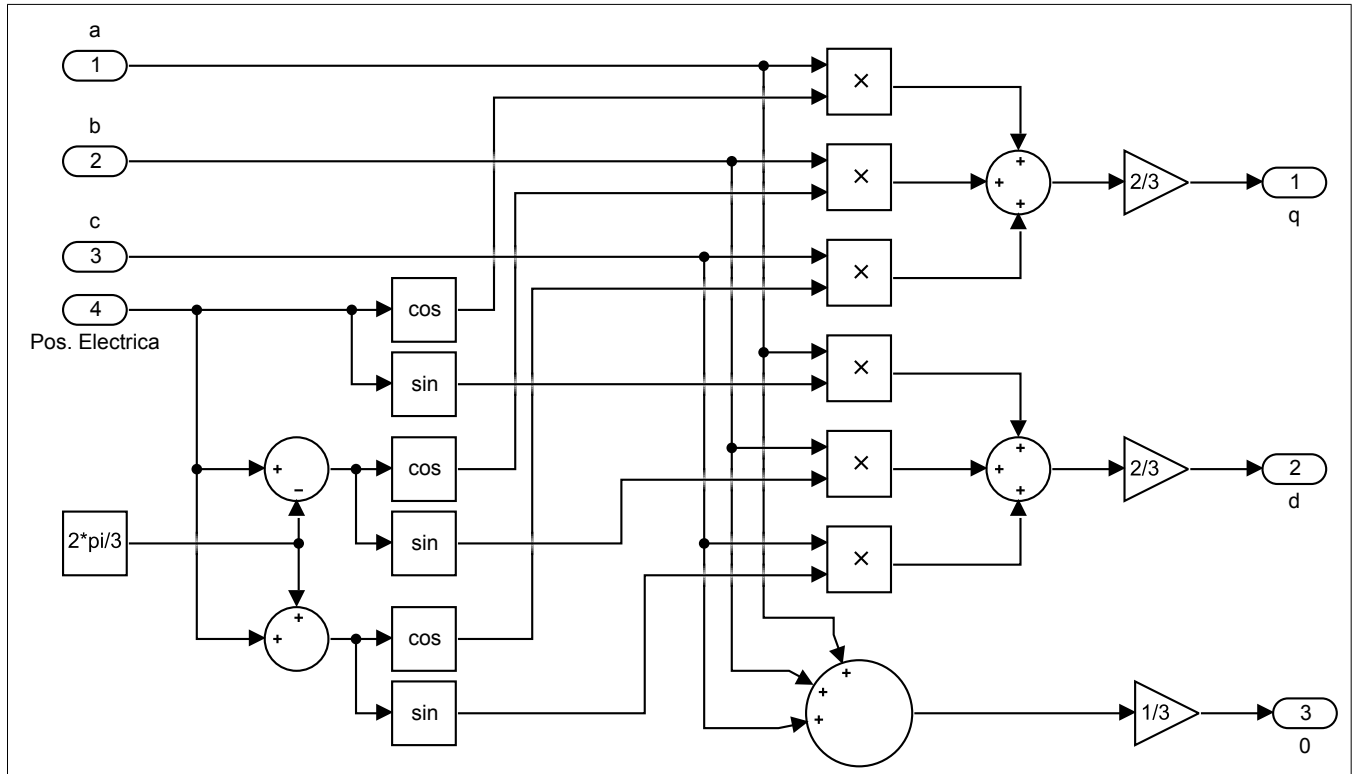 a
1
×
b
+
2
×
+
2/3
1
+
q
c
3
×
4
cos
Pos. Electrica
×
sin
+
cos
×
+
2/3
2
+
−
+
d
2*pi/3
sin
×
+
+
cos
+
+
sin
+
1/3
3
0